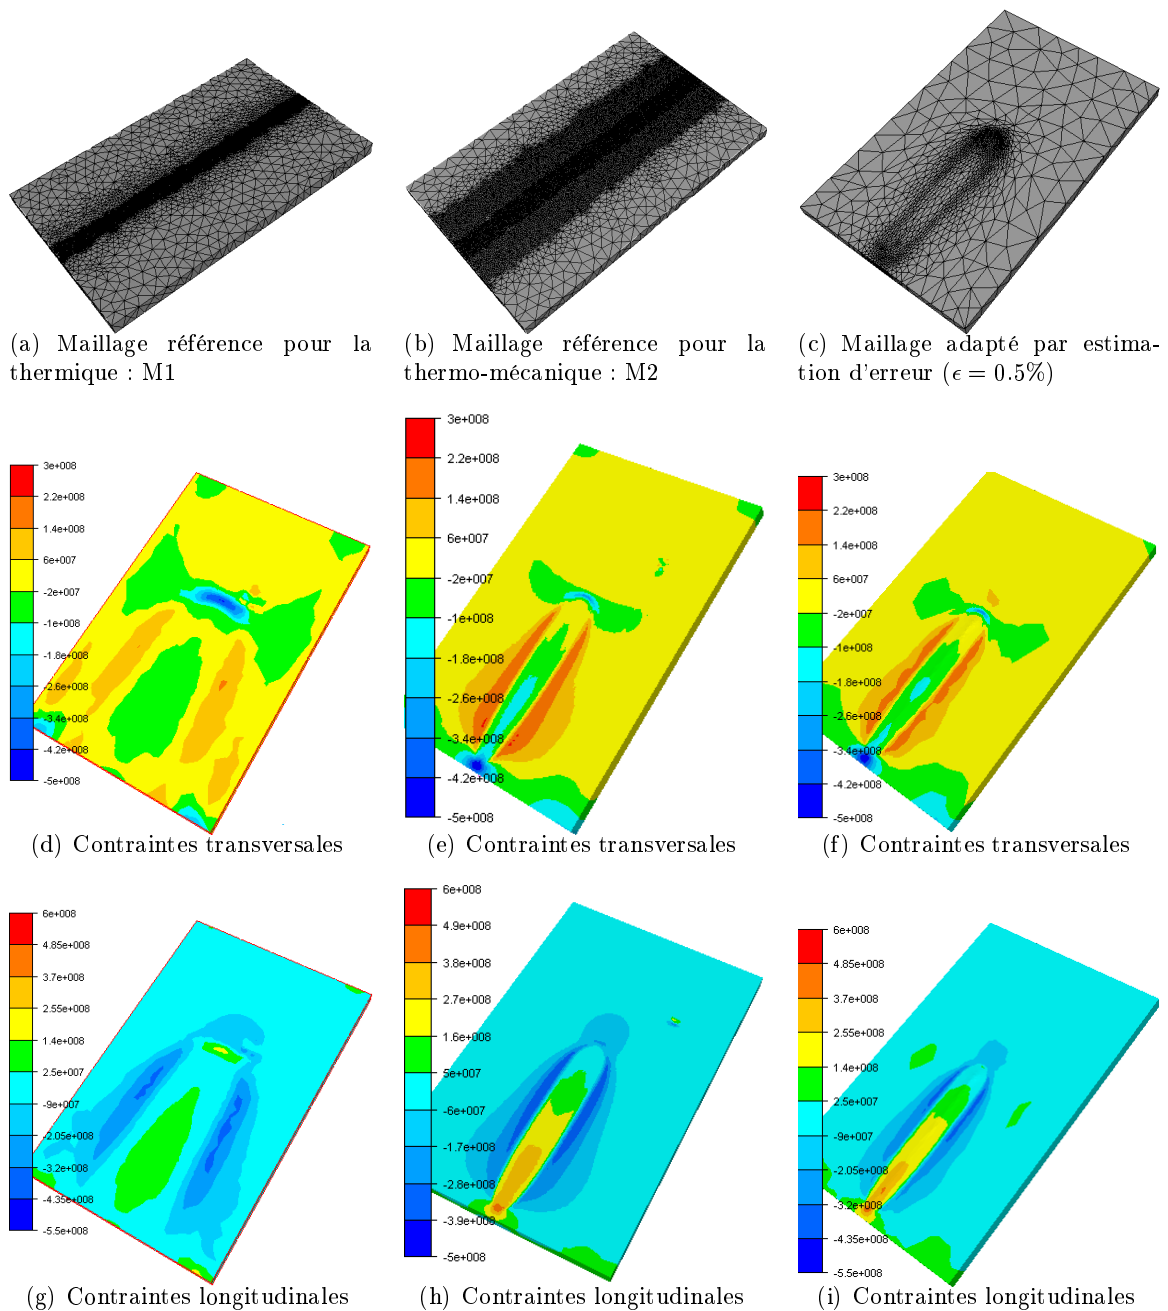 (a) Maillage référence pour la
thermique : M1
(b) Maillage référence pour la
thermo-mécanique : M2
(c) Maillage adapté par estima-
tion d'erreur (ϵ = 0.5%)
3e+008
2.2e+008
1.4e+008
6e+007
-2e+007
-1e+008
-1.8e+008
-2.6e+008
-3.4e+008
-4.2e+008
-5e+008
(d) Contraintes transversales
3e+008
2.2e+008
1.4e+008
6e+007
-2e+007
-1e+008
-1.8e+008
-2.6e+008
-3.4e+008
-4.2e+008
-5e+008
(e) Contraintes transversales
3e+008
2.2e+008
1.4e+008
6e+007
-2e+007
-1e+008
-1.8e+008
-2.6e+008
-3.4e+008
-4.2e+008
-5e+008
(f) Contraintes transversales
6e+008
4.85e+008
3.7e+008
2.55e+008
1.4e+008
2.5e+007
-9e+007
-2.05e+008
-3.2e+008
-4.35e+008
-5.5e+008
(g) Contraintes longitudinales
6e+008
4.9e+008
3.8e+008
2.7e+008
1.6e+008
5e+007
-6e+007
-1.7e+008
-2.8e+008
-3.9e+008
-5e+008
(h) Contraintes longitudinales
6e+008
4.85e+008
3.7e+008
2.55e+008
1.4e+008
2.5e+007
-9e+007
-2.05e+008
-3.2e+008
-4.35e+008
-5.5e+008
(i) Contraintes longitudinales